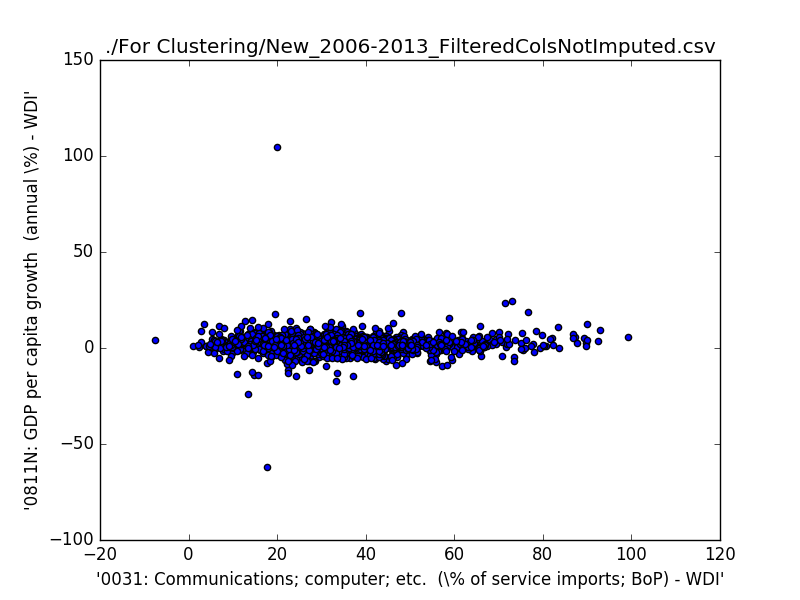 ./For Clustering/New_2006-2013_FilteredColsNotImputed.csv
150
100
50
0
−50
−100
−20 0 20 40 60 80 100 120
'0811N: GDP per capita growth  (annual \%) - WDI'
'0031: Communications; computer; etc.  (\% of service imports; BoP) - WDI'